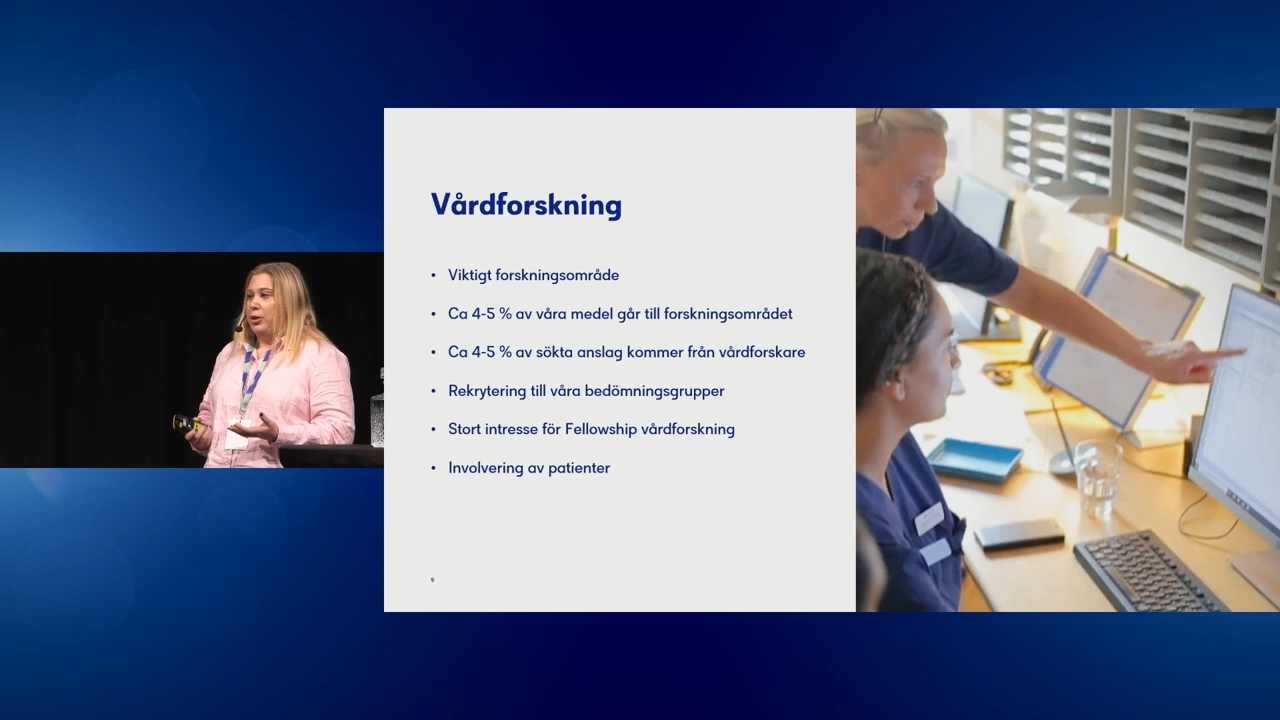 Vårdforskning
• Viktigt forskningsområde
• Ca 4-5 % av våra medel går till forskningsområdet
• Ca 4-5 % av sökta anslag kommer från vårdforskare
• Rekrytering till våra bedömningsgrupper
• Stort intresse för Fellowship vårdforskning
• Involvering av patienter
9